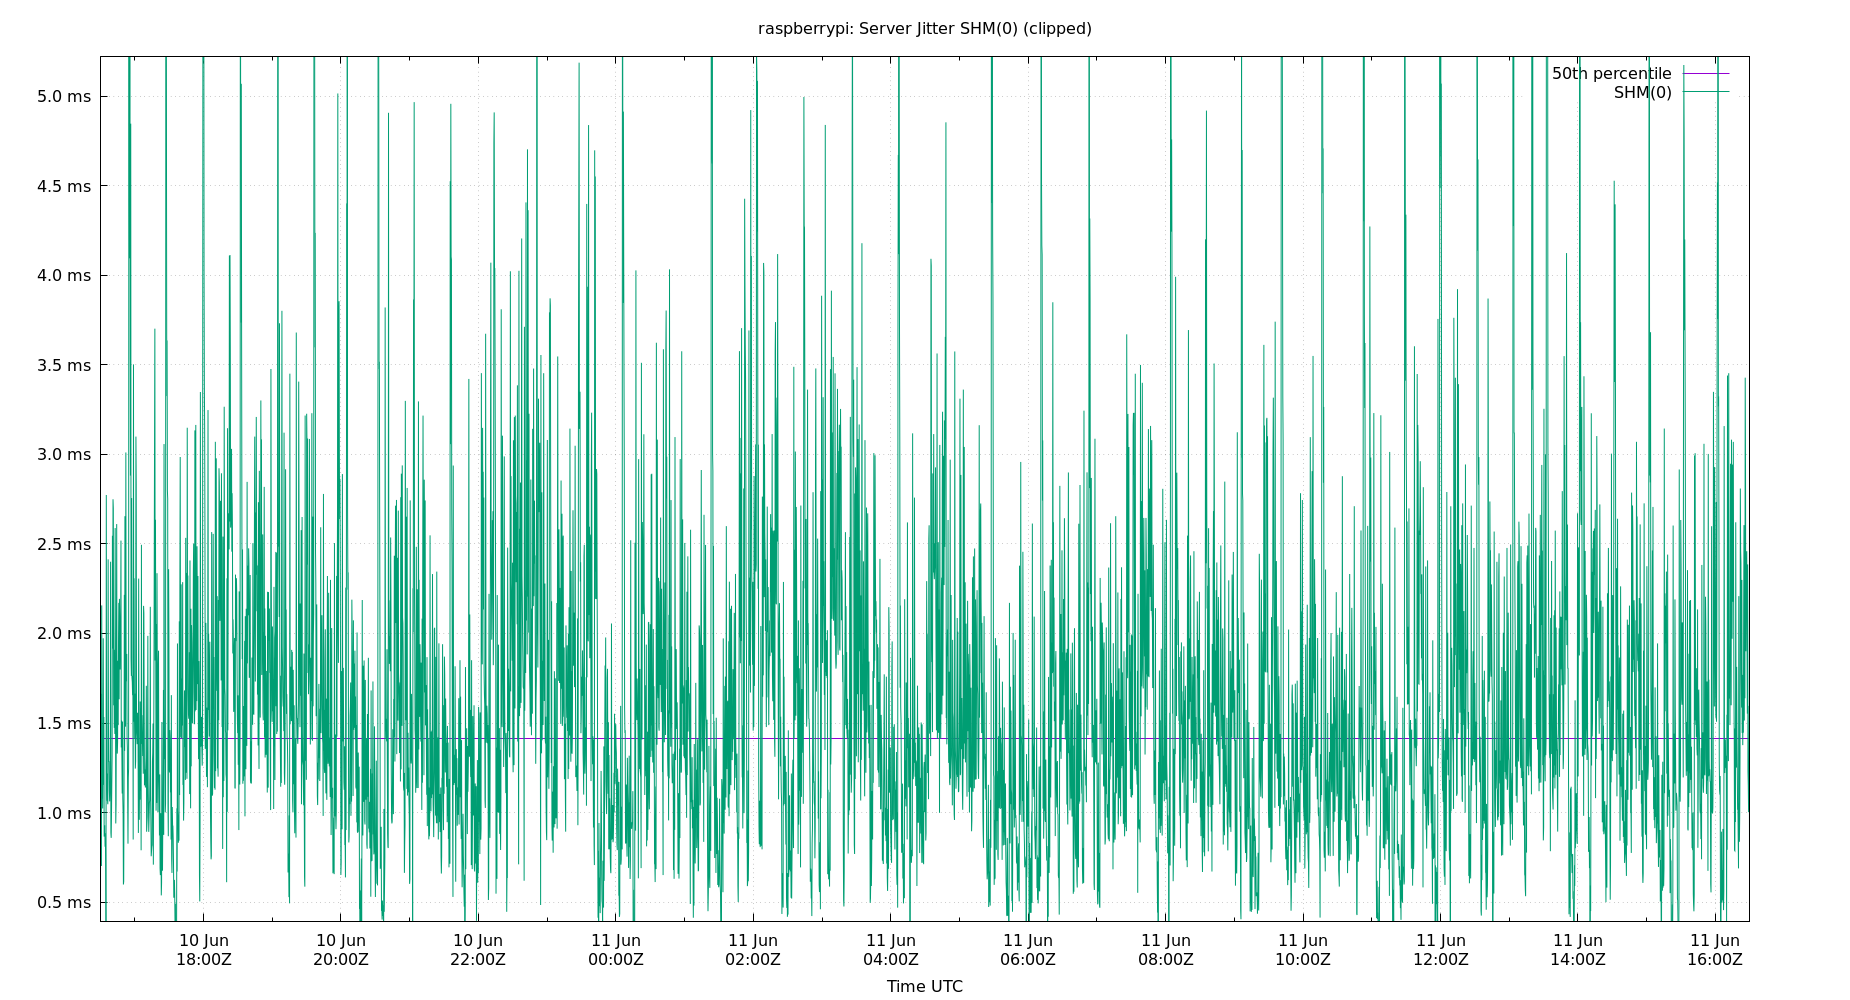 raspberrypi: Server Jitter SHM(0) (clipped)
50th percentile
SHM(0)
5.0 ms
4.5 ms
4.0 ms
3.5 ms
3.0 ms
2.5 ms
2.0 ms
1.5 ms
1.0 ms
0.5 ms
10 Jun 10 Jun 10 Jun 11 Jun 11 Jun 11 Jun 11 Jun 11 Jun 11 Jun 11 Jun 11 Jun 11 Jun
18:00Z 20:00Z 22:00Z 00:00Z 02:00Z 04:00Z 06:00Z 08:00Z 10:00Z 12:00Z 14:00Z 16:00Z
Time UTC